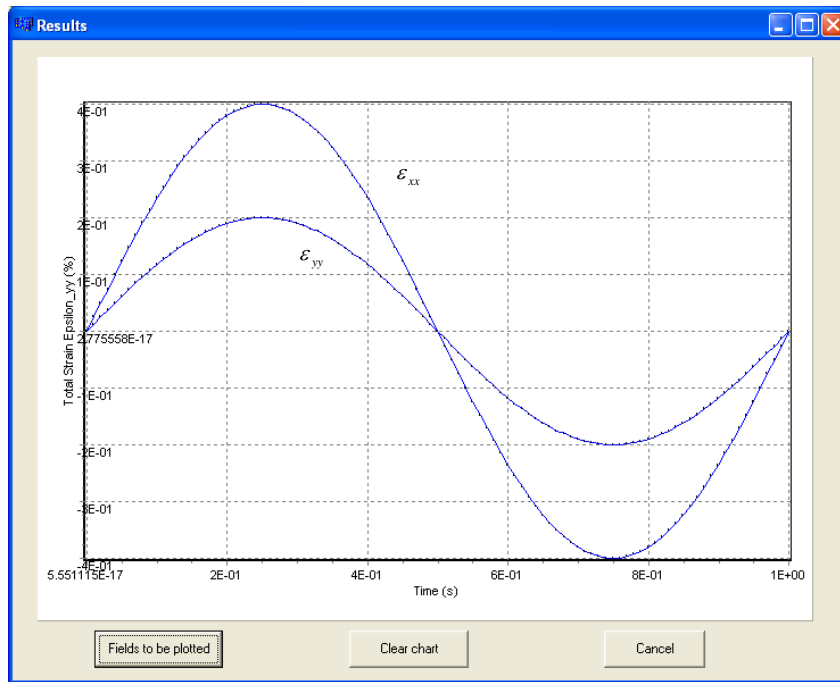 Results
4E-01
3E-01
ε xx
2E-01
ε yy
1E-01
2.775558E-17
Total Strain Epsilon_yy (%)
-1E-01
-2E-01
-3E-01
-4E-01
5.551115E-17 2E-01 4E-01 6E-01 8E-01 1E+00
Time (s)
Fields to be plotted Clear chart Cancel